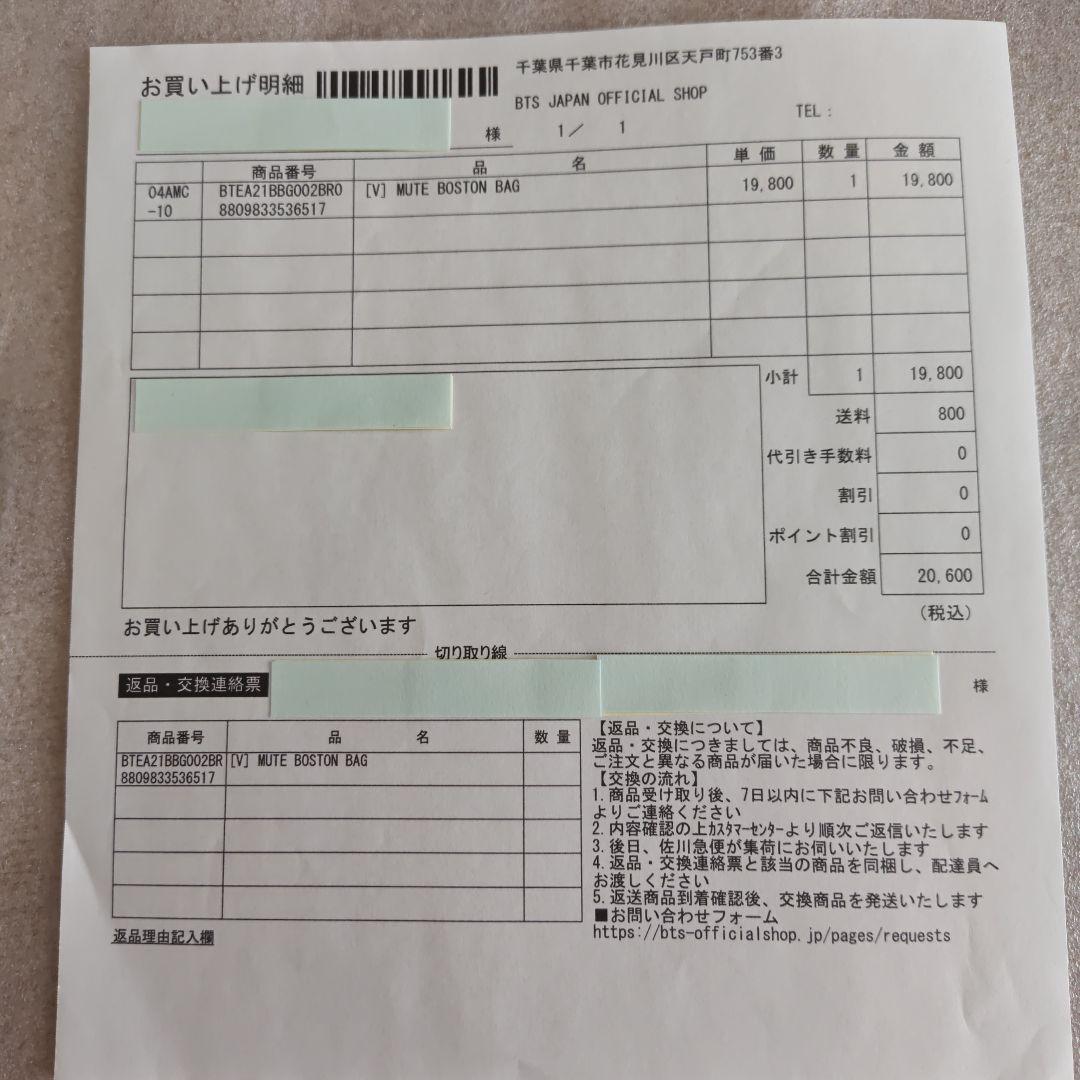 千葉県千葉市花見川区天戸町753番3
お買い上げ明細
BTS JAPAN OFFICIAL SHOP
TEL :
様 1／ 1
商品番号 品 名 単価 数量 金額
04AMC BTEA21BBG002BRO [V] MUTE BOSTON BAG 19,800 1 19,800
-10 8809833536517
小計 1 19,800
送料 800
代引き手数料 0
割引 0
ポイント割引 0
合計金額 20,600
(税込)
お買い上げありがとうございます
切り取り線
返品・交換連絡票 様
商品番号 品 名 数量
BTEA21BBG002BR [V] MUTE BOSTON BAG
8809833536517
返品理由記入欄
【返品・交換について】
返品・交換につきましては、商品不良、破損、不足、
ご注文と異なる商品が届いた場合に限ります。
【交換の流れ】
1.商品受け取り後、7日以内に下記お問い合わせﾌｫｰﾑ
よりご連絡ください
2.内容確認の上ｶｽﾀﾏｰｾﾝﾀｰより順次ご返信いたします
3.後日、佐川急便が集荷にお伺いいたします
4.返品・交換連絡票と該当の商品を同梱し、配達員へ
お渡しください
5.返送商品到着確認後、交換商品を発送いたします
■お問い合わせフォーム
https://bts-officialshop.jp/pages/requests